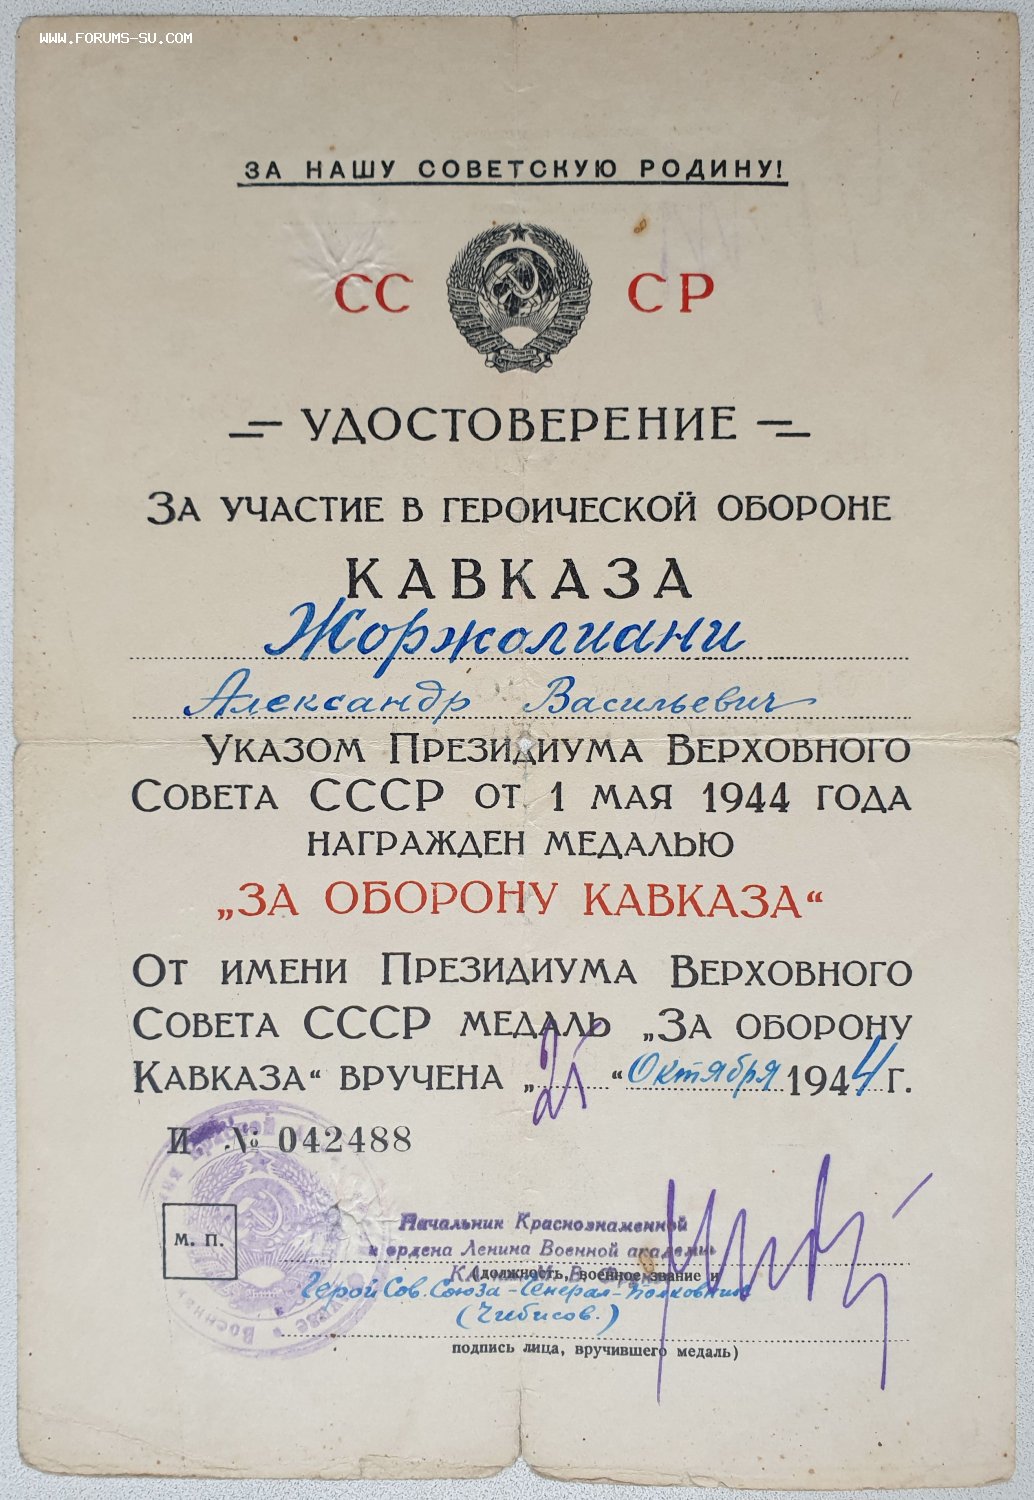 WWW.FORUMS-SU.COM
ЗА НАШУ СОВЕТСКУЮ РОДИНУ!
СС СР
УДОСТОВЕРЕНИЕ
ЗА УЧАСТИЕ В ГЕРОИЧЕСКОЙ ОБОРОНЕ
КАВКАЗА
Жоржолиани
Александр Васильевич
УКАЗОМ ПРЕЗИДИУМА ВЕРХОВНОГО
СОВЕТА СССР ОТ 1 МАЯ 1944 ГОДА
НАГРАЖДЕН МЕДАЛЬЮ
„ЗА ОБОРОНУ КАВКАЗА“
ОТ ИМЕНИ ПРЕЗИДИУМА ВЕРХОВНОГО
СОВЕТА СССР МЕДАЛЬ „ЗА ОБОРОНУ
КАВКАЗА“ ВРУЧЕНА „ “ Октября 1944 Г.
И № 042488
М. П.
Начальник Краснознаменной
и ордена Ленина Военной академии
(должность, военное звание и
Герой Сов. Союза - Генерал-Полковник
(Чибисов.)
подпись лица, вручившего медаль)